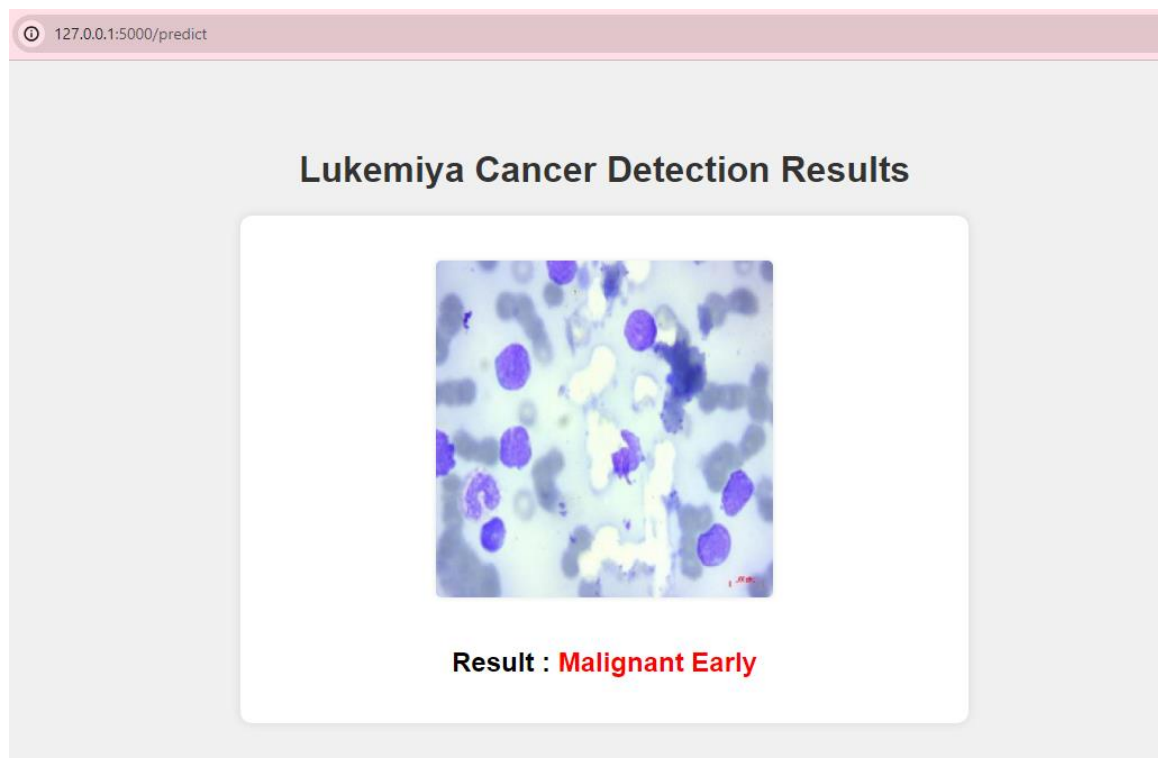 127.0.0.1:5000/predict
Lukemiya Cancer Detection Results
Result : Malignant Early